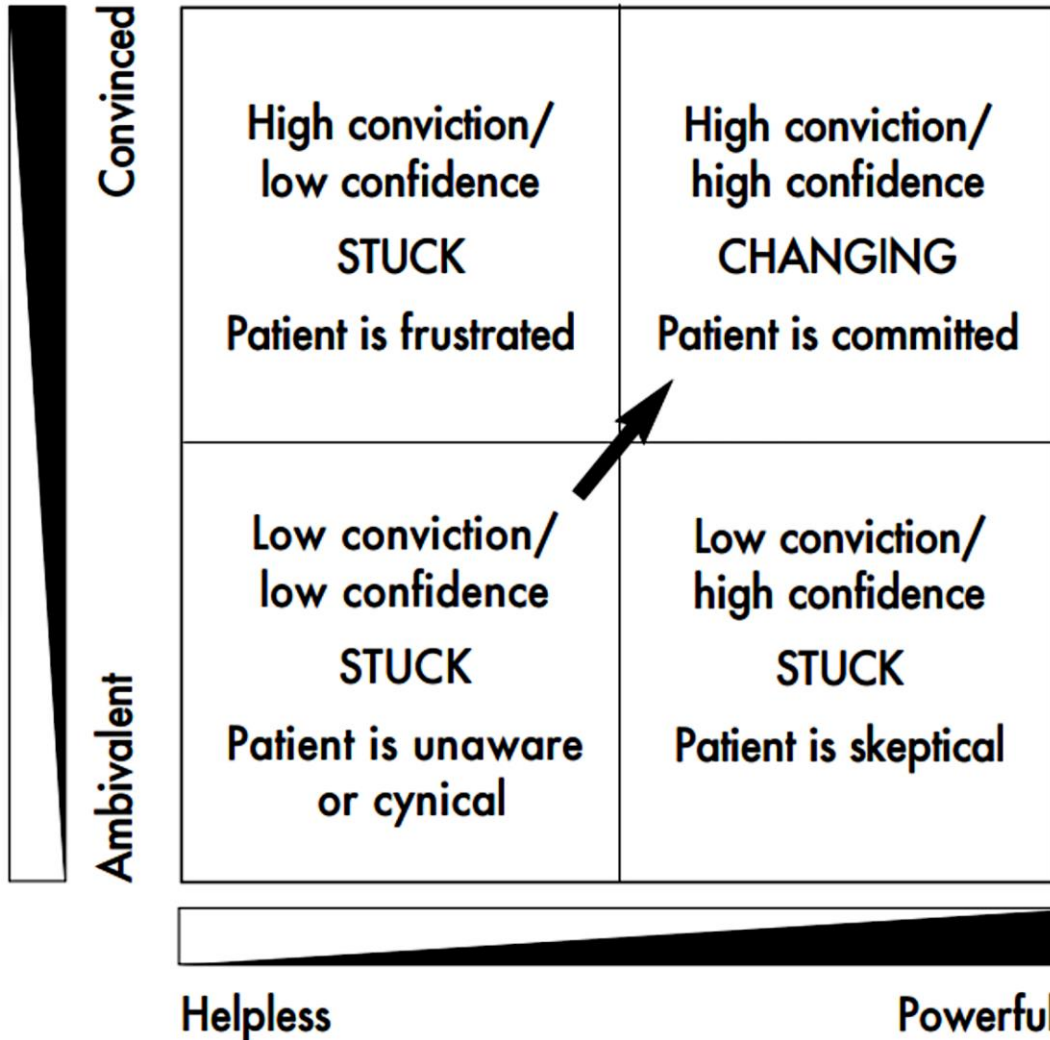 Convinced
High conviction/
low confidence
STUCK
Patient is frustrated
High conviction/
high confidence
CHANGING
Patient is committed
Ambivalent
Low conviction/
low confidence
STUCK
Patient is unaware
or cynical
Low conviction/
high confidence
STUCK
Patient is skeptical
Helpless
Powerful